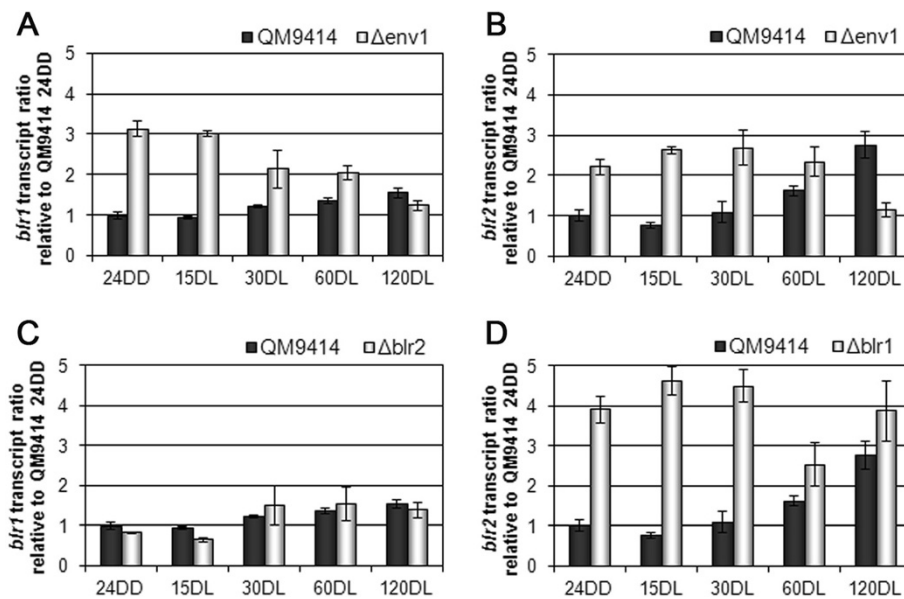 A
QM9414 Δenv1
blr1 transcript ratio
relative to QM9414 24DD
5
4
3
2
1
0
24DD 15DL 30DL 60DL 120DL
B
QM9414 Δenv1
blr2 transcript ratio
relative to QM9414 24DD
5
4
3
2
1
0
24DD 15DL 30DL 60DL 120DL
C
QM9414 Δblr2
blr1 transcript ratio
relative to QM9414 24DD
5
4
3
2
1
0
24DD 15DL 30DL 60DL 120DL
D
QM9414 Δblr1
blr2 transcript ratio
relative to QM9414 24DD
5
4
3
2
1
0
24DD 15DL 30DL 60DL 120DL